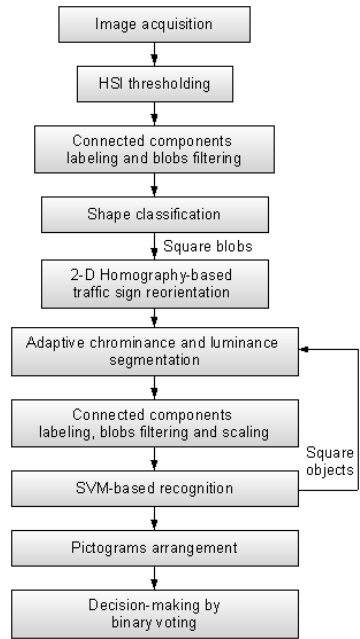 Image acquisition
HSI thresholding
Connected components
labeling and blobs filtering
Shape classification
Square blobs
2-D Homography-based
traffic sign reorientation
Adaptive chrominance and luminance
segmentation
Connected components
labeling, blobs filtering and scaling
Square
objects
SVM-based recognition
Pictograms arrangement
Decision-making by
binary voting